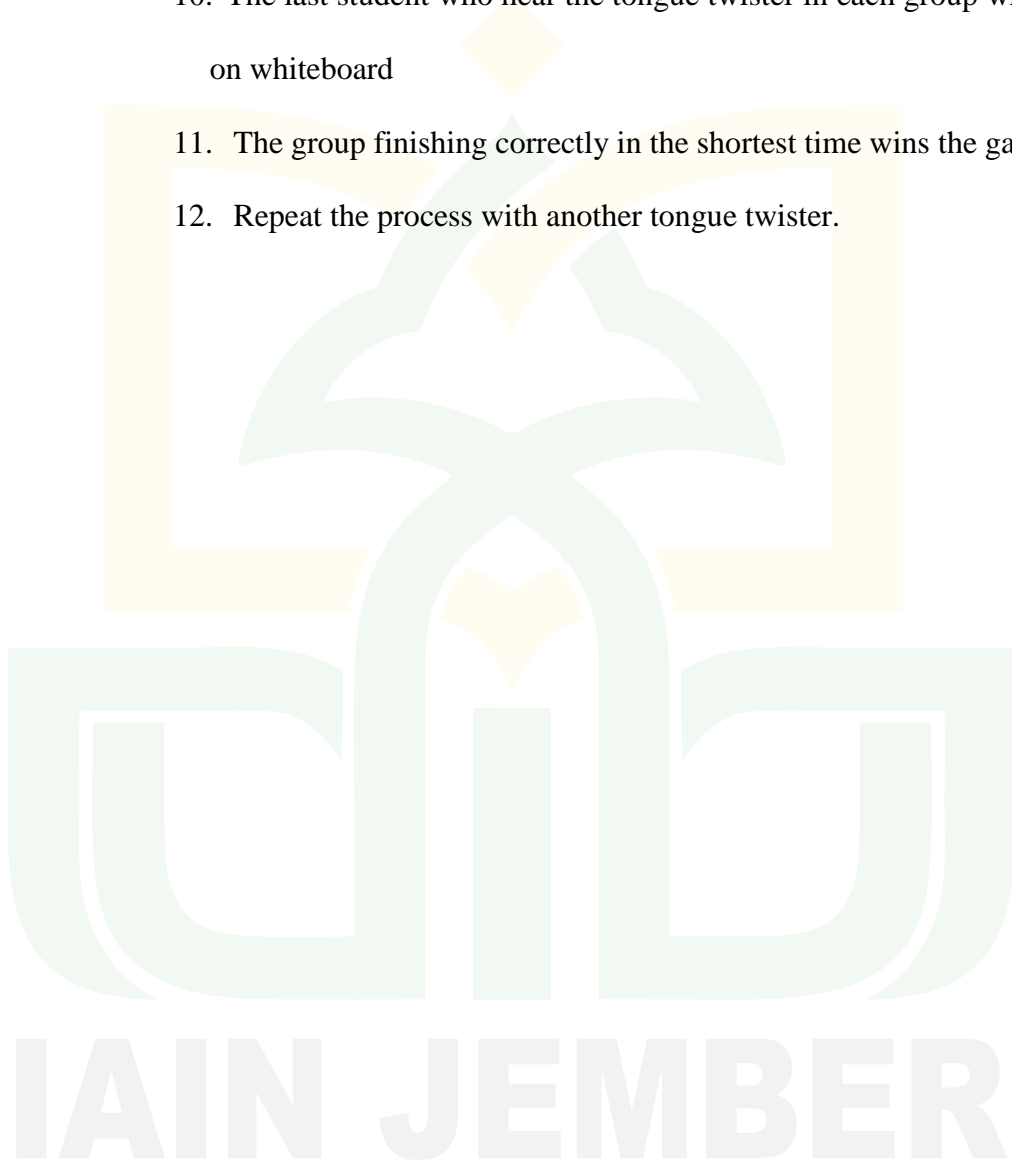 10. The last student who hear the tongue twister in each group
on whiteboard
11. The group finishing correctly in the shortest time wins the
12. Repeat the process with another tongue twister.
IAIN JEMBER